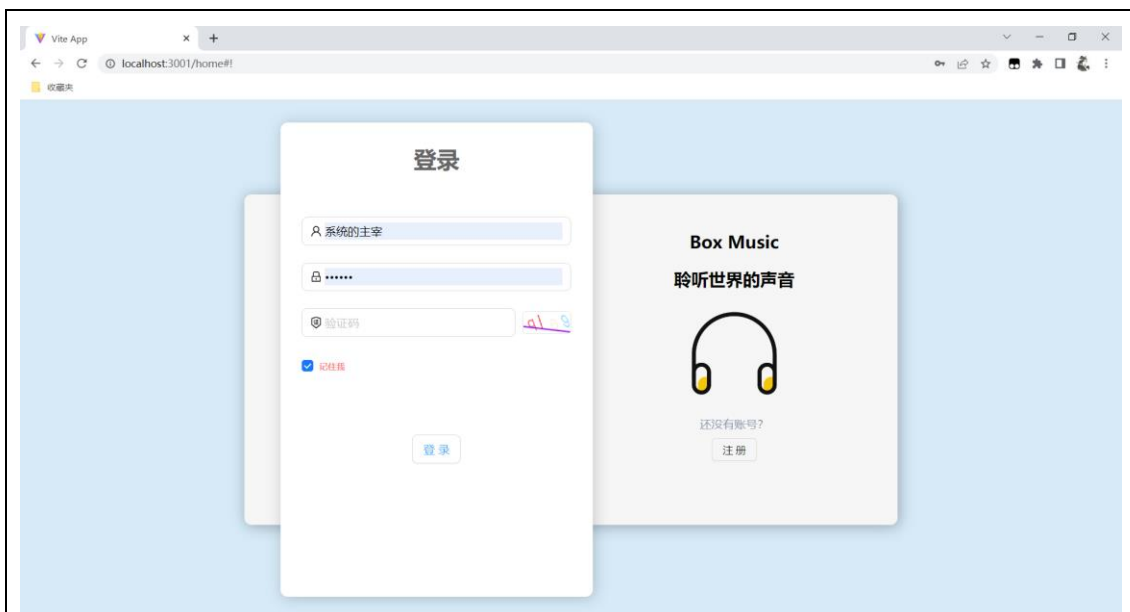 Vite App
localhost:3001/home#!
收藏夹
登录
系统的主宰
••••••
验证码
记住我
登 录
Box Music
聆听世界的声音
还没有账号?
注 册